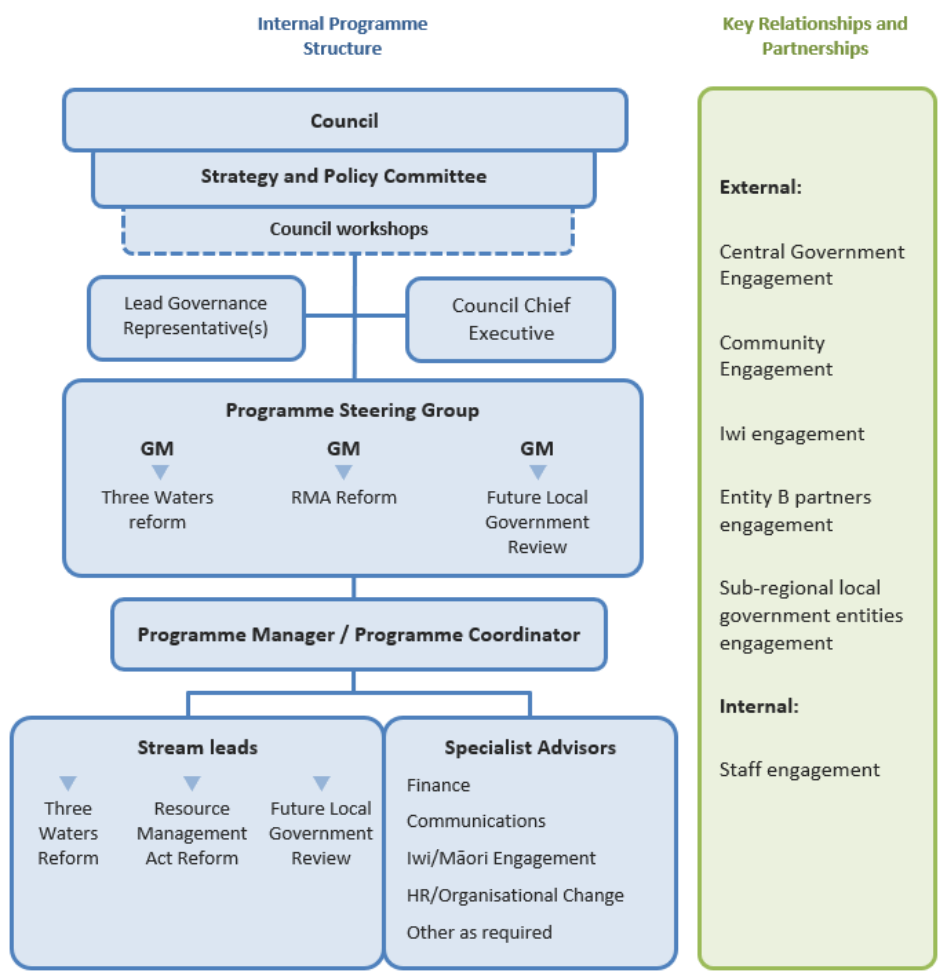 Internal Programme
Structure
Key Relationships and
Partnerships
Council
Strategy and Policy Committee
Council workshops
Lead Governance
Representative(s)
Council Chief
Executive
Programme Steering Group
GM
Three Waters
reform
GM
RMA Reform
GM
Future Local
Government
Review
Programme Manager / Programme Coordinator
Stream leads
Three
Waters
Reform
Resource
Management
Act Reform
Future Local
Government
Review
Specialist Advisors
Finance
Communications
Iwi/Māori Engagement
HR/Organisational Change
Other as required
External:
Central Government
Engagement
Community
Engagement
Iwi engagement
Entity B partners
engagement
Sub-regional local
government entities
engagement
Internal:
Staff engagement